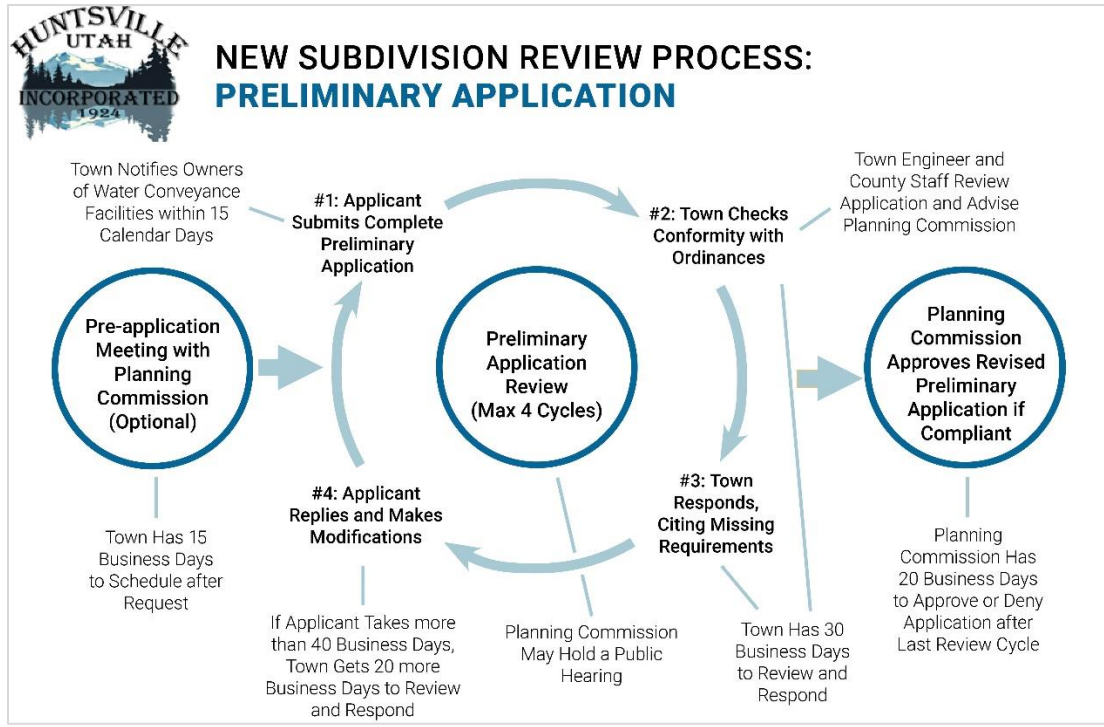 HUNTSVILLE
UTAH
INCORPORATED
1924
NEW SUBDIVISION REVIEW PROCESS:
PRELIMINARY APPLICATION
Town Notifies Owners
of Water Conveyance
Facilities within 15
Calendar Days
#1: Applicant
Submits Complete
Preliminary
Application
#2: Town Checks
Conformity with
Ordinances
Town Engineer and
County Staff Review
Application and Advise
Planning Commission
Pre-application
Meeting with
Planning
Commission
(Optional)
Preliminary
Application
Review
(Max 4 Cycles)
Planning
Commission
Approves Revised
Preliminary
Application if
Compliant
#4: Applicant
Replies and Makes
Modifications
#3: Town
Responds,
Citing Missing
Requirements
Town Has 15
Business Days
to Schedule after
Request
If Applicant Takes more
than 40 Business Days,
Town Gets 20 more
Business Days to Review
and Respond
Planning Commission
May Hold a Public
Hearing
Town Has 30
Business Days
to Review and
Respond
Planning
Commission Has
20 Business Days
to Approve or Deny
Application after
Last Review Cycle